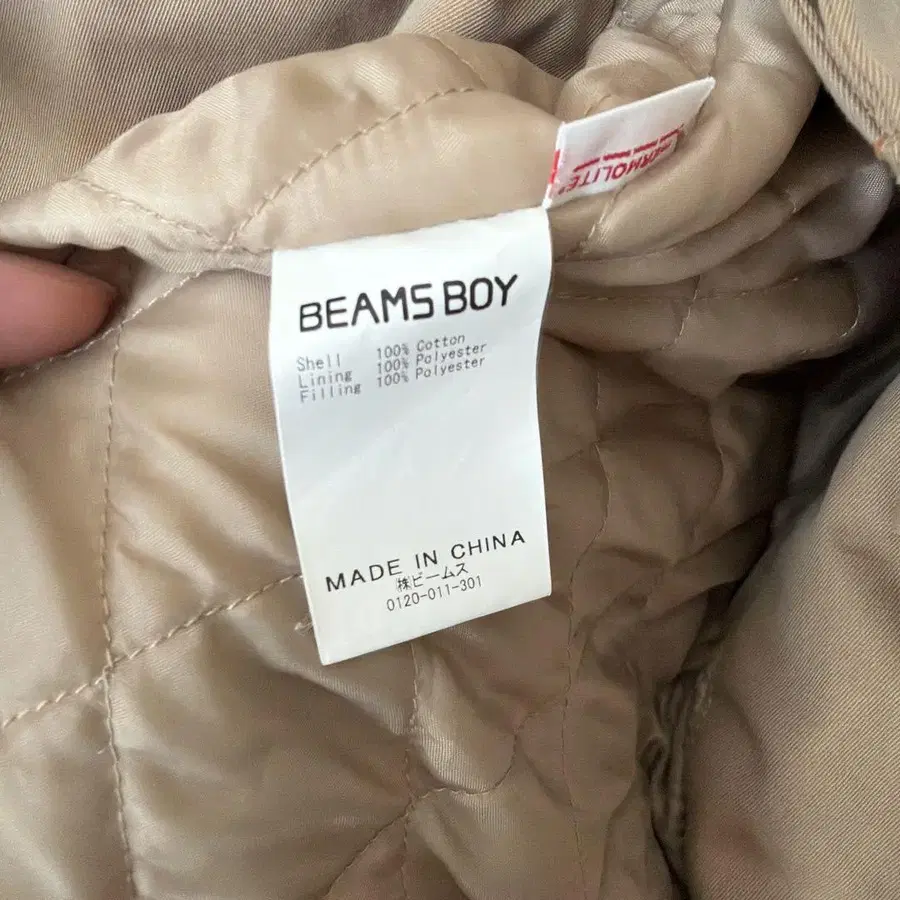 THERMOLITE®
BEAMS BOY
Shell 100% Cotton
Lining 100% Polyester
Filling 100% Polyester
MADE IN CHINA
㈱ビームス
0120-011-301